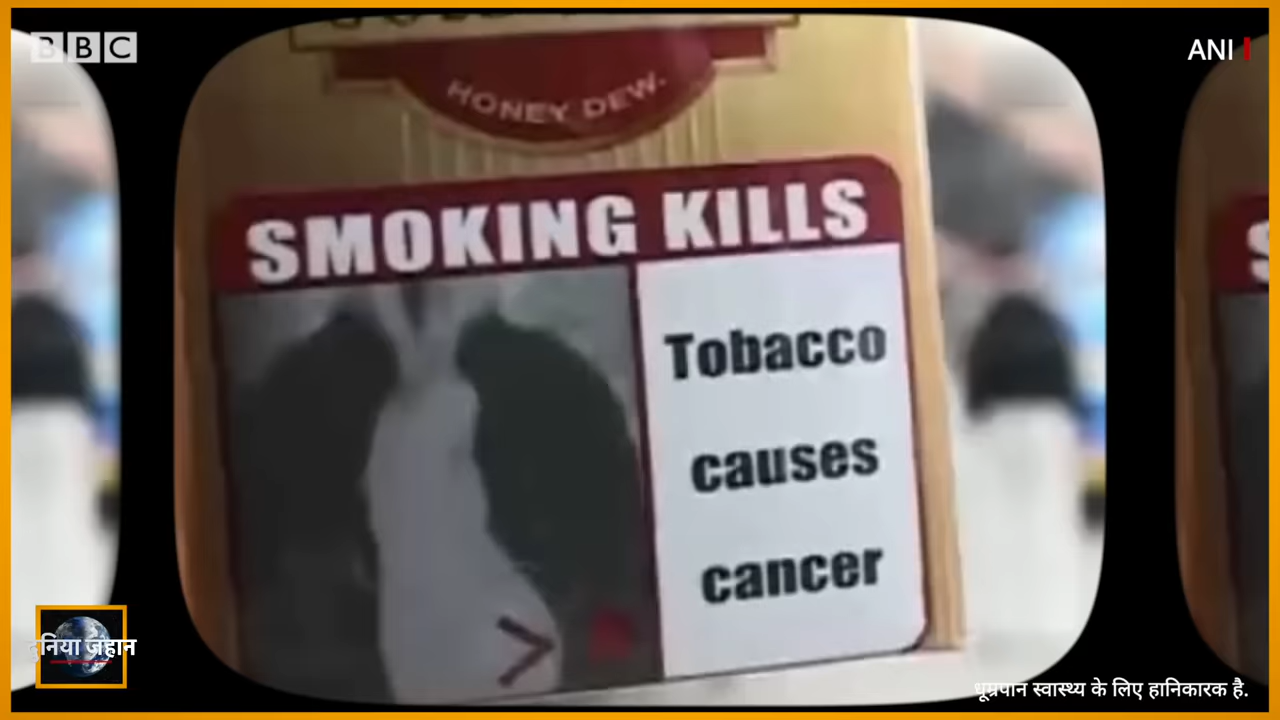 BBC
ANI
HONEY DEW.
SMOKING KILLS
Tobacco
causes
cancer
दुनिया जहान
धूम्रपान स्वास्थ्य के लिए हानिकारक है.